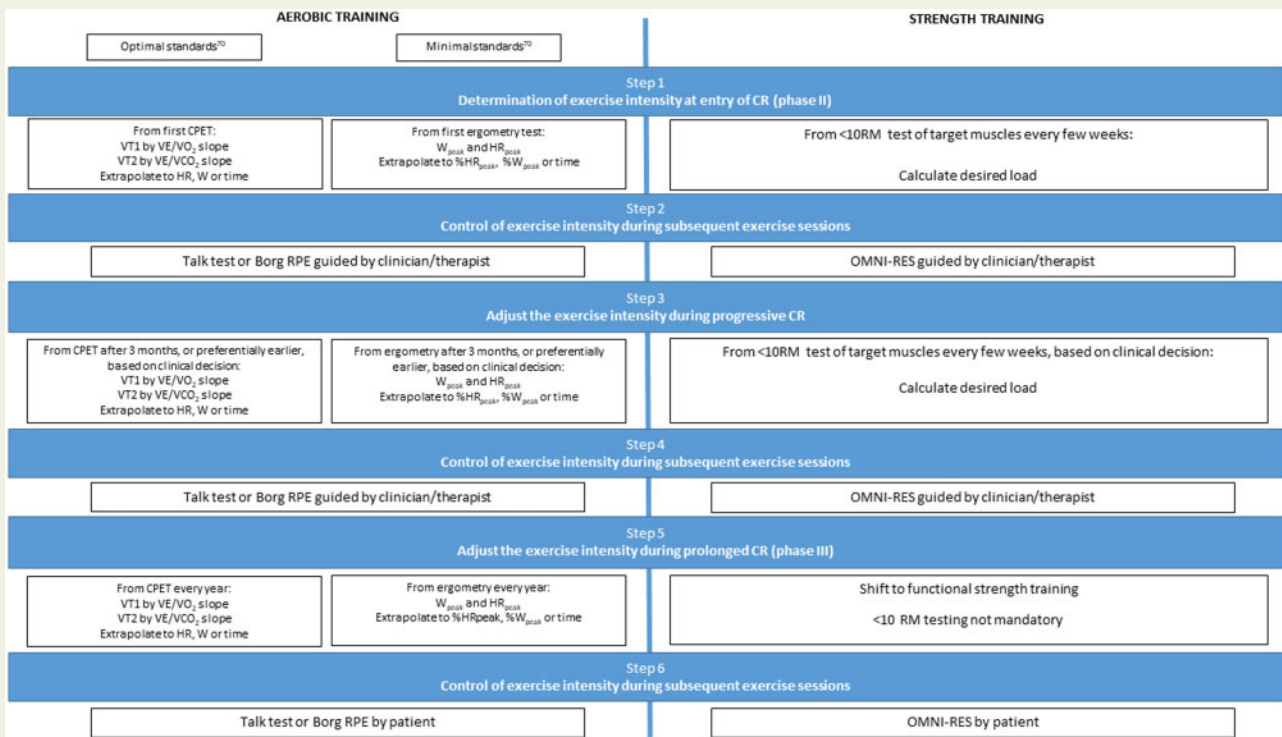 AEROBIC TRAINING
STRENGTH TRAINING
Optimal standards⁷⁰
Minimal standards⁷⁰
Step 1
Determination of exercise intensity at entry of CR (phase II)
From first CPET:
VT1 by VE/VO₂ slope
VT2 by VE/VCO₂ slope
Extrapolate to HR, W or time
From first ergometry test:
Wpeak and HRpeak
Extrapolate to %HRpeak, %Wpeak or time
From <10RM test of target muscles every few weeks:
Calculate desired load
Step 2
Control of exercise intensity during subsequent exercise sessions
Talk test or Borg RPE guided by clinician/therapist
OMNI-RES guided by clinician/therapist
Step 3
Adjust the exercise intensity during progressive CR
From CPET after 3 months, or preferentially earlier,
based on clinical decision:
VT1 by VE/VO₂ slope
VT2 by VE/VCO₂ slope
Extrapolate to HR, W or time
From ergometry after 3 months, or preferentially
earlier, based on clinical decision:
Wpeak and HRpeak
Extrapolate to %HRpeak, %Wpeak or time
From <10RM test of target muscles every few weeks, based on clinical decision:
Calculate desired load
Step 4
Control of exercise intensity during subsequent exercise sessions
Talk test or Borg RPE guided by clinician/therapist
OMNI-RES guided by clinician/therapist
Step 5
Adjust the exercise intensity during prolonged CR (phase III)
From CPET every year:
VT1 by VE/VO₂ slope
VT2 by VE/VCO₂ slope
Extrapolate to HR, W or time
From ergometry every year:
Wpeak and HRpeak
Extrapolate to %HRpeak, %Wpeak or time
Shift to functional strength training
<10 RM testing not mandatory
Step 6
Control of exercise intensity during subsequent exercise sessions
Talk test or Borg RPE by patient
OMNI-RES by patient